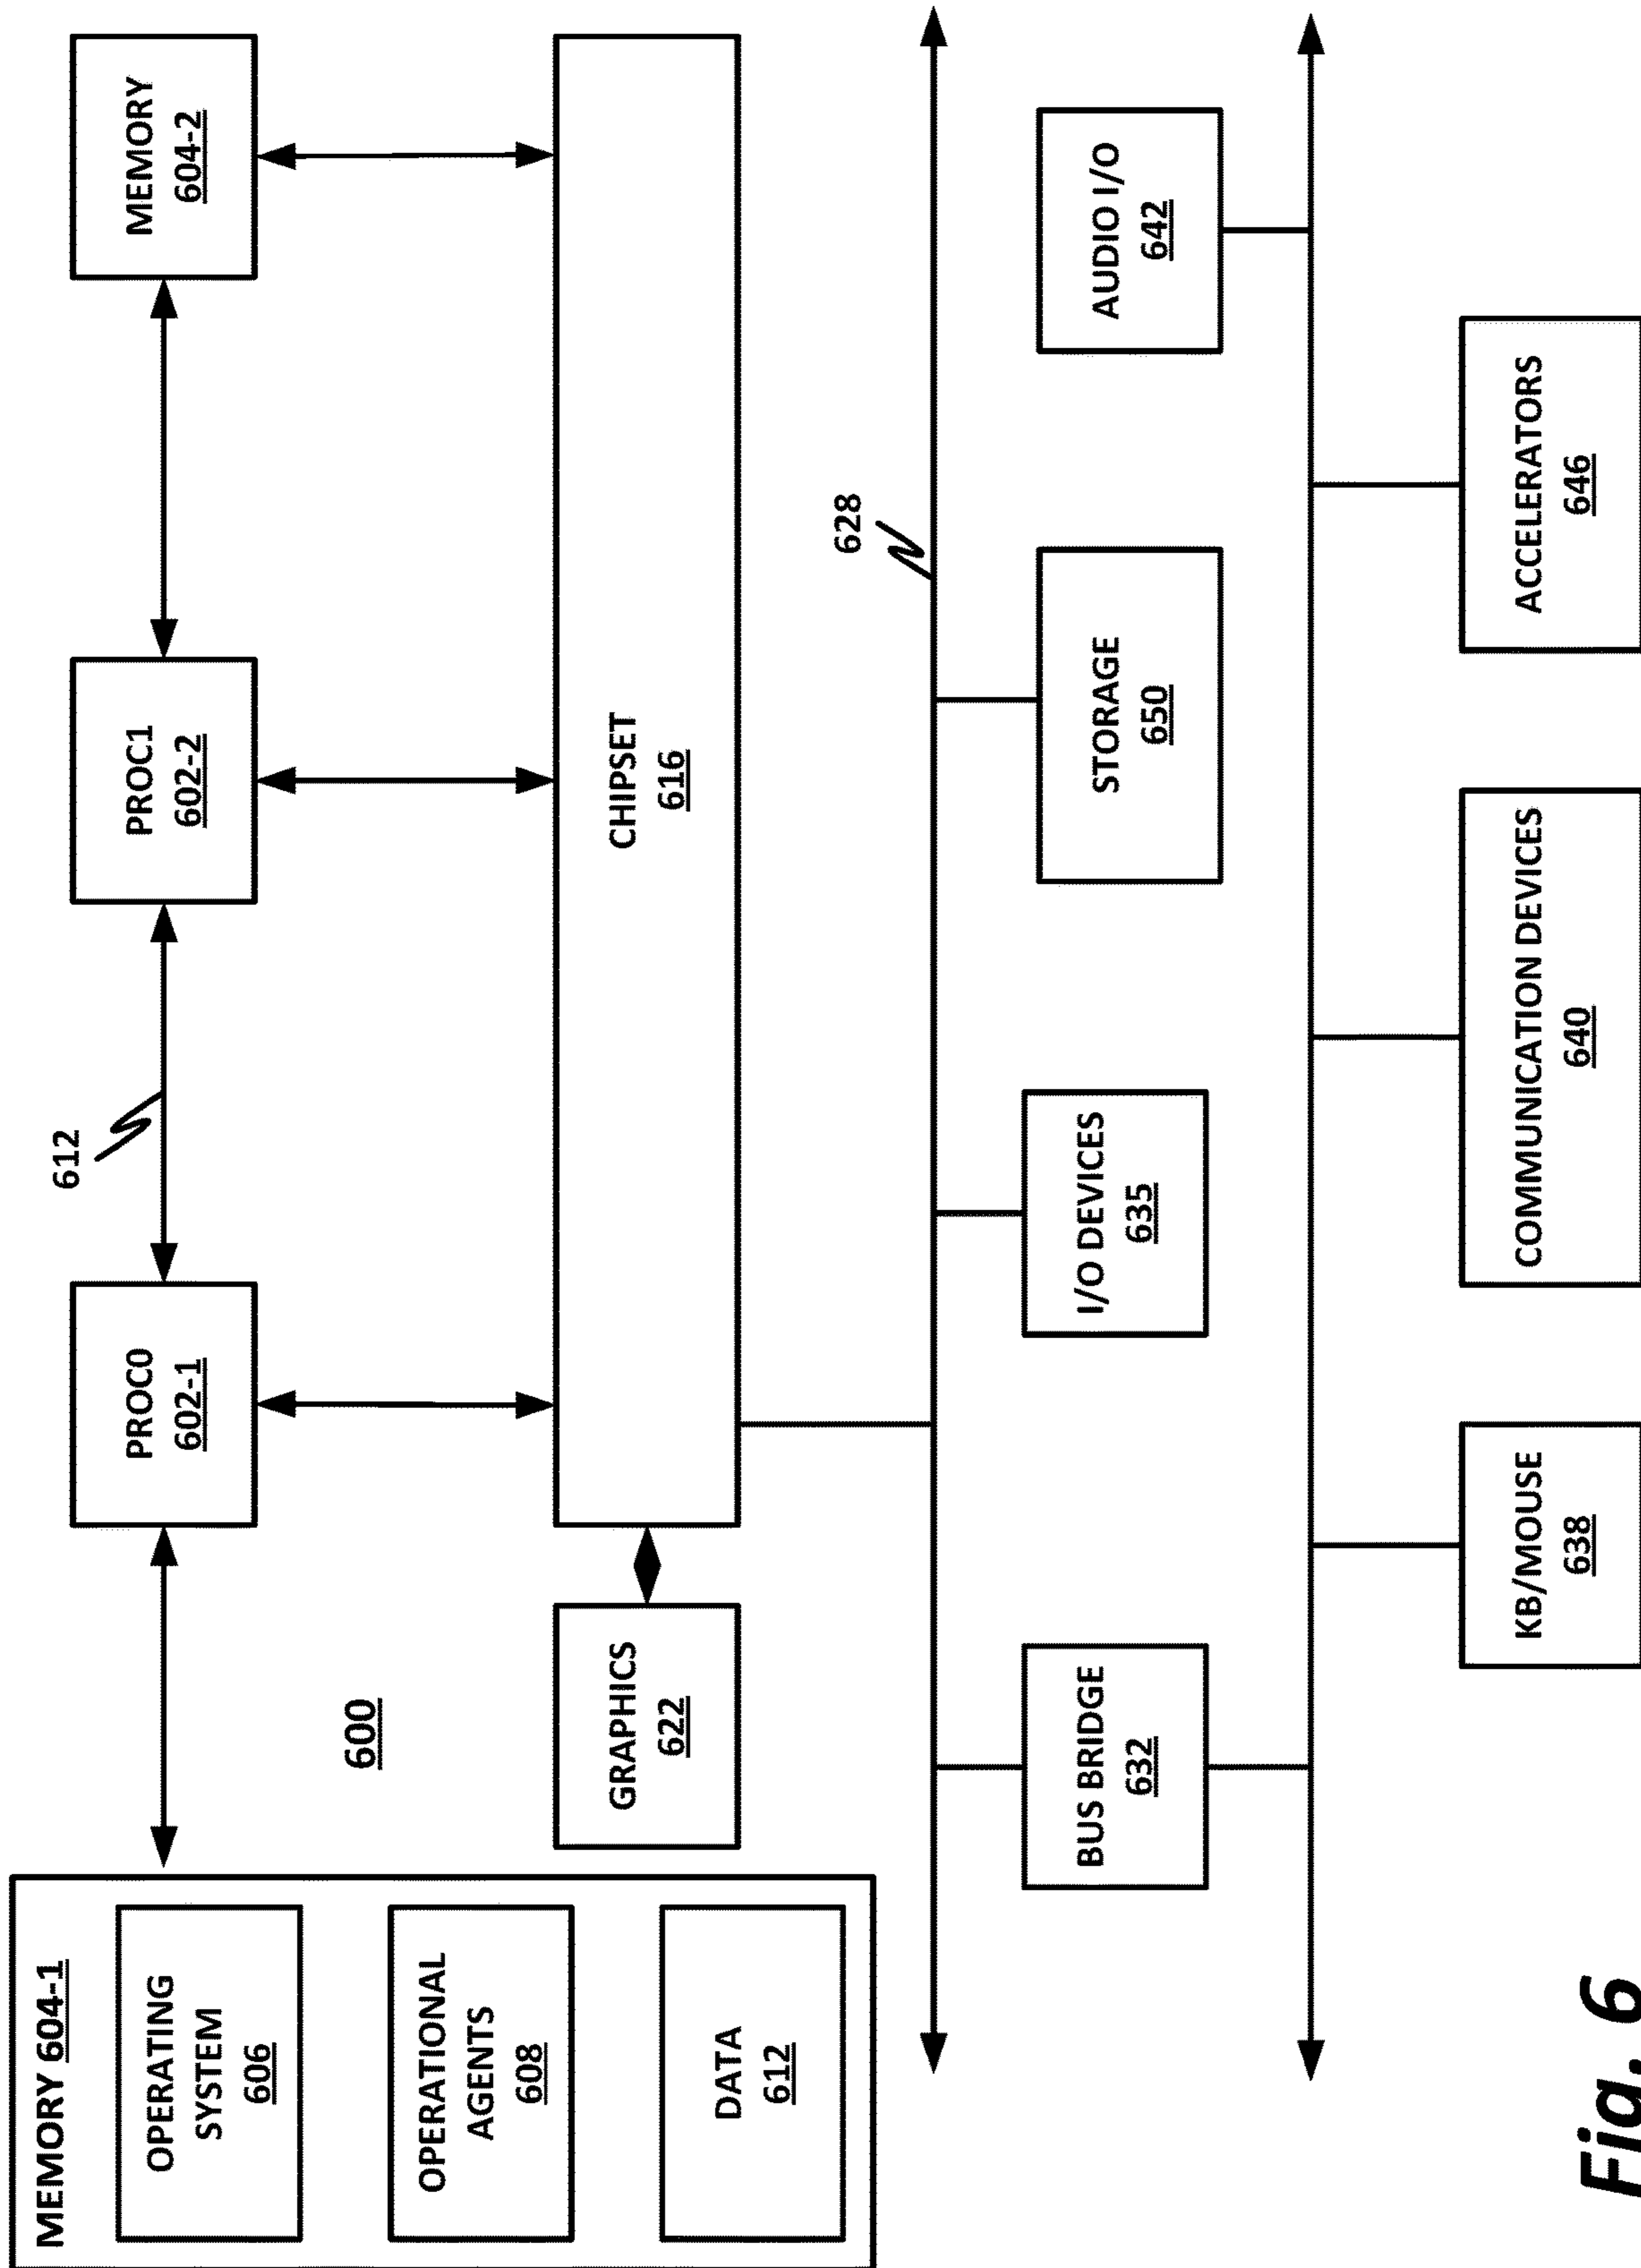 MEMORY 604-1
OPERATING
SYSTEM
606
OPERATIONAL
AGENTS
608
DATA
612
PROC0
602-1
612
PROC1
602-2
MEMORY
604-2
600
GRAPHICS
622
CHIPSET
616
628
BUS BRIDGE
632
I/O DEVICES
635
STORAGE
650
AUDIO I/O
642
KB/MOUSE
638
COMMUNICATION DEVICES
640
ACCELERATORS
646
Fig. 6